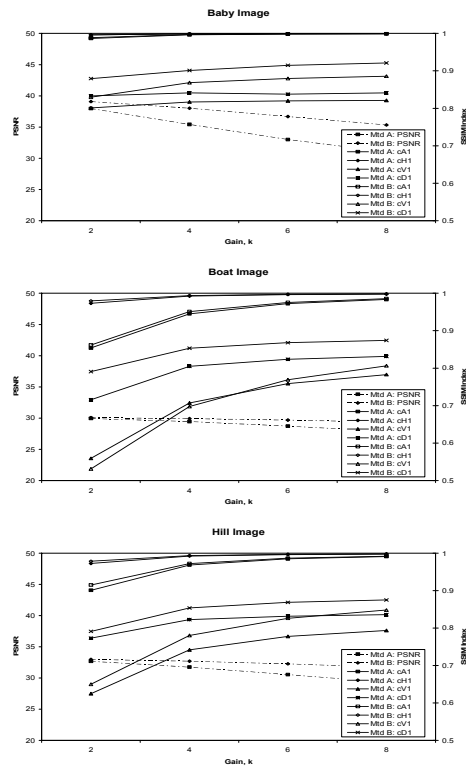 Baby Image
50
45
40
35
30
25
20
PSNR
1
0.9
0.8
0.7
0.6
0.5
SSIM Index
2 4 6 8
Gain, k
Mtd A: PSNR
Mtd B: PSNR
Mtd A: cA1
Mtd A: cH1
Mtd A: cV1
Mtd A: cD1
Mtd B: cA1
Mtd B: cH1
Mtd B: cV1
Mtd B: cD1
Boat Image
50
45
40
35
30
25
20
PSNR
1
0.9
0.8
0.7
0.6
0.5
SSIM Index
2 4 6 8
Gain, k
Mtd A: PSNR
Mtd B: PSNR
Mtd A: cA1
Mtd A: cH1
Mtd A: cV1
Mtd A: cD1
Mtd B: cA1
Mtd B: cH1
Mtd B: cV1
Mtd B: cD1
Hill Image
50
45
40
35
30
25
20
PSNR
1
0.9
0.8
0.7
0.6
0.5
SSIM Index
2 4 6 8
Gain, k
Mtd A: PSNR
Mtd B: PSNR
Mtd A: cA1
Mtd A: cH1
Mtd A: cV1
Mtd A: cD1
Mtd B: cA1
Mtd B: cH1
Mtd B: cV1
Mtd B: cD1